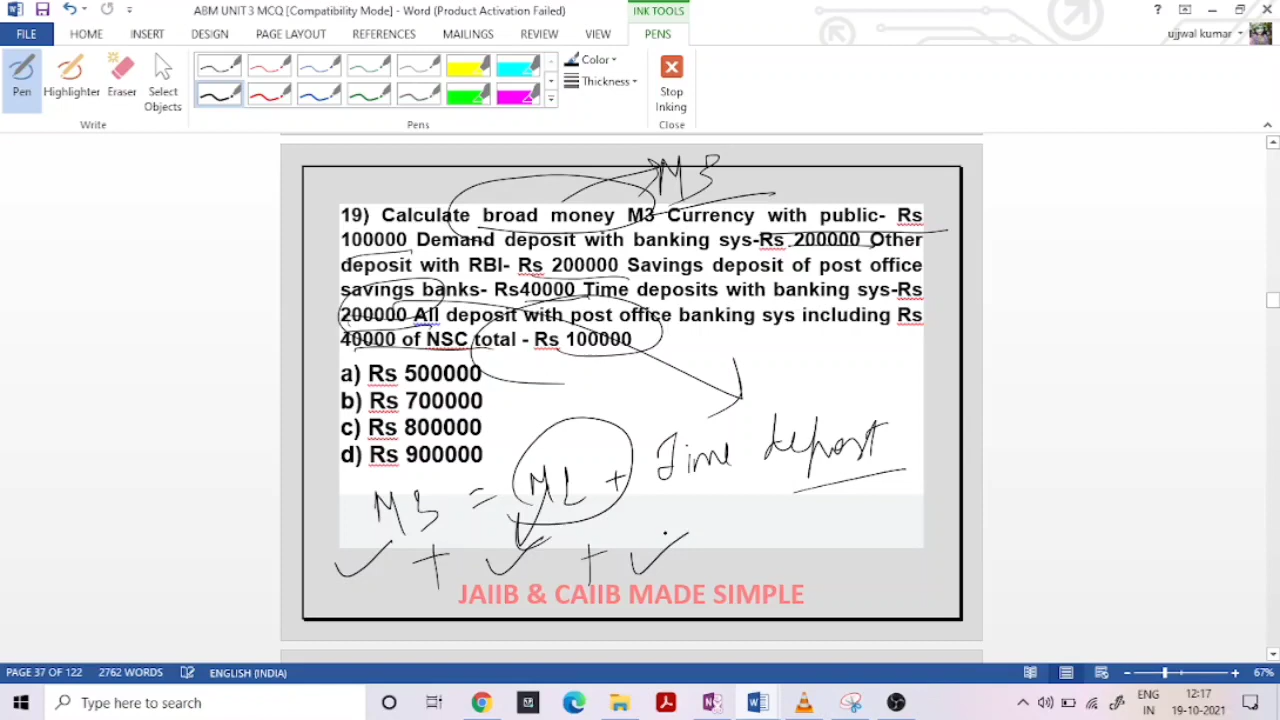 ABM UNIT 3 MCQ [Compatibility Mode] - Word (Product Activation Failed)
INK TOOLS
FILE HOME INSERT DESIGN PAGE LAYOUT REFERENCES MAILINGS REVIEW VIEW PENS
ujjwal kumar
Pen Highlighter Eraser Select Objects
Color
Thickness
Stop Inking
Write Pens Close
M3
19) Calculate broad money M3 Currency with public- Rs
100000 Demand deposit with banking sys-Rs 200000 Other
deposit with RBI- Rs 200000 Savings deposit of post office
savings banks- Rs40000 Time deposits with banking sys-Rs
200000 All deposit with post office banking sys including Rs
40000 of NSC total - Rs 100000
a) Rs 500000
b) Rs 700000
c) Rs 800000
d) Rs 900000
M3 = M1 + Time deposit
+ +
JAIIB & CAIIB MADE SIMPLE
PAGE 37 OF 122 2762 WORDS ENGLISH (INDIA) 67%
Type here to search
ENG
IN
12:17
19-10-2021